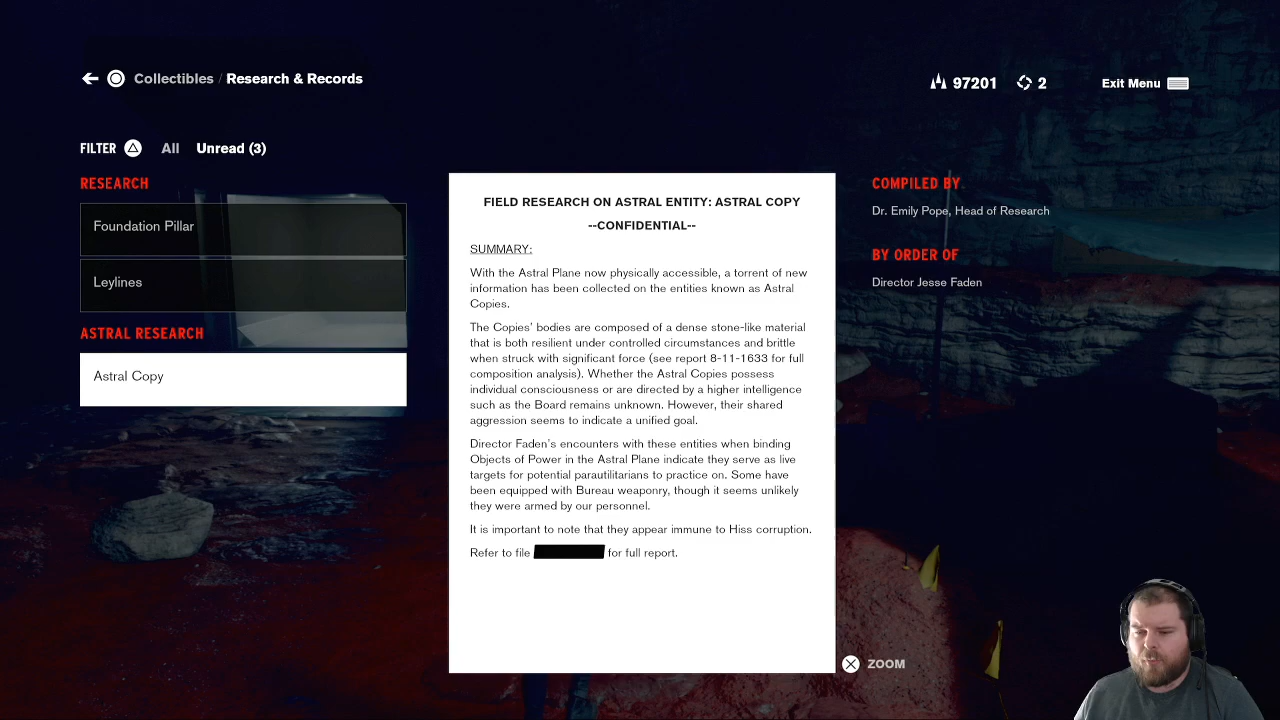 Collectibles / Research & Records
97201
2
Exit Menu
FILTER All Unread (3)
RESEARCH
Foundation Pillar
Leylines
ASTRAL RESEARCH
Astral Copy
FIELD RESEARCH ON ASTRAL ENTITY: ASTRAL COPY
--CONFIDENTIAL--
SUMMARY:
With the Astral Plane now physically accessible, a torrent of new
information has been collected on the entities known as Astral
Copies.
The Copies' bodies are composed of a dense stone-like material
that is both resilient under controlled circumstances and brittle
when struck with significant force (see report 8-11-1633 for full
composition analysis). Whether the Astral Copies possess
individual consciousness or are directed by a higher intelligence
such as the Board remains unknown. However, their shared
aggression seems to indicate a unified goal.
Director Faden's encounters with these entities when binding
Objects of Power in the Astral Plane indicate they serve as live
targets for potential parautilitarians to practice on. Some have
been equipped with Bureau weaponry, though it seems unlikely
they were armed by our personnel.
It is important to note that they appear immune to Hiss corruption.
Refer to file for full report.
COMPILED BY
Dr. Emily Pope, Head of Research
BY ORDER OF
Director Jesse Faden
ZOOM